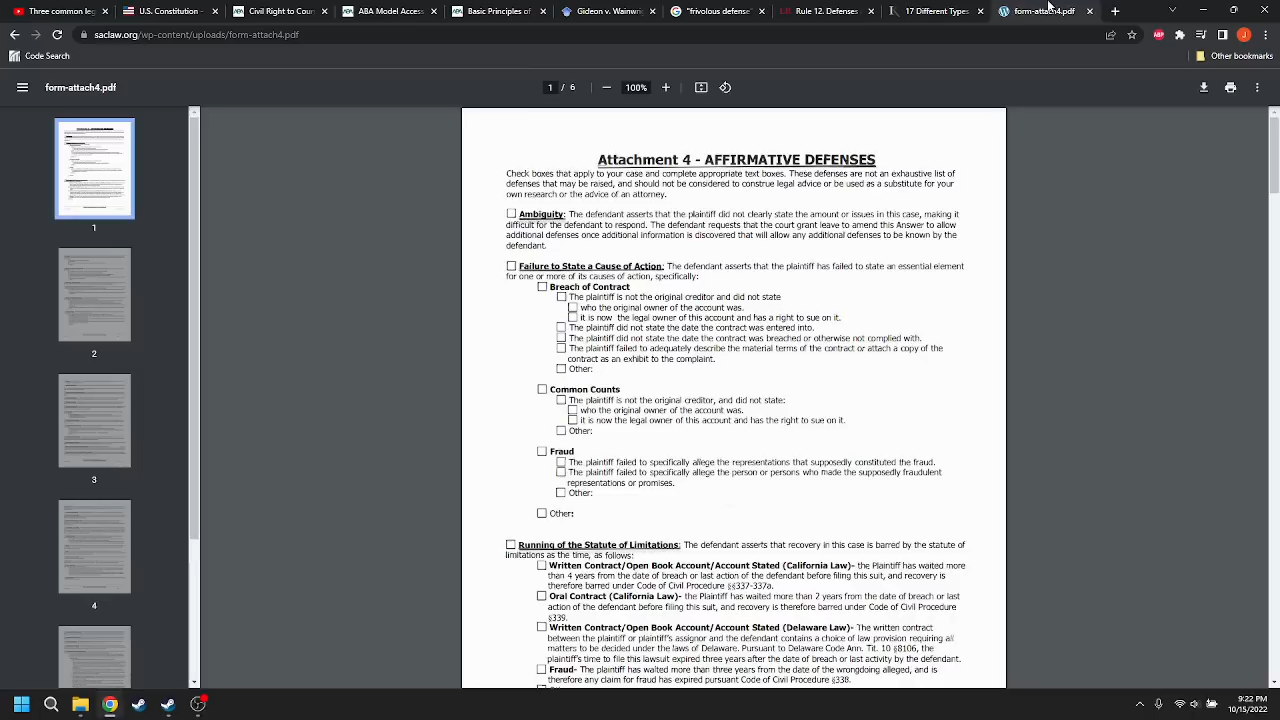 Three common le
U.S. Constitution
Civil Right to Cour
ABA Model Access
Basic Principles of
Gideon v. Wainwri
"frivolous defense"
Rule 12. Defenses
17 Different Types
form-attach4.pdf
saclaw.org/wp-content/uploads/form-attach4.pdf
Code Search
Other bookmarks
form-attach4.pdf
1 / 6
100%
Attachment 4 - AFFIRMATIVE DEFENSES
Check boxes that apply to your case and complete appropriate text here. These defenses are not an exhaustive list of
defenses that may be raised, and should not be considered to construe legal advice or be used as a substitute for your
own research or the advice of an attorney.
Ambiguity: The defendant asserts that the plaintiff did not clearly state the amount or issues in this case, making it
difficult for the defendant to respond. The defendant requests that the court grant leave to amend this Answer to allow
additional defenses once additional information is discovered that will allow any additional defenses to be known by the
defendant.
Failure to State a Cause of Action: The defendant asserts that the plaintiff has failed to state an essential element
for one or more of its causes of action, specifically:
Breach of Contract
The plaintiff is not the original creditor and did not state
who the original owner of the account was.
it is now the legal owner of this account and has a right to sue on it.
The plaintiff did not state the date the contract was entered into.
The plaintiff did not state the date the contract was breached or otherwise not complied with.
The plaintiff failed to adequately describe the material terms of the contract or attach a copy of the
contract as an exhibit to the complaint.
Other:
Common Counts
The plaintiff is not the original creditor, and did not state:
who the original owner of the account was.
it is now the legal owner of this account and has the right to sue on it.
Other:
Fraud
The plaintiff failed to specifically allege the representations that supposedly constituted the fraud.
The plaintiff failed to specifically allege the person or persons who made the supposedly fraudulent
representations or promises.
Other:
Other:
Running of the Statute of Limitations: The defendant asserts that recovery in this case is barred by the statute of
limitations as the time, as follows:
Written Contract/Open Book Account/Account Stated (California Law)- the Plaintiff has waited more
than 4 years from the date of breach or last action of the defendant before filing this suit, and recovery is
therefore barred under Code of Civil Procedure §§337-337a.
Oral Contract (California Law)- the Plaintiff has waited more than 2 years from the date of breach or last
action of the defendant before filing this suit, and recovery is therefore barred under Code of Civil Procedure
§339.
Written Contract/Open Book Account/Account Stated (Delaware Law)- The written contract
between the plaintiff or plaintiff's assignor and the defendant contains a choice of law provision requiring all
matters to be decided under the laws of Delaware. Pursuant to Delaware Code Ann. Tit. 10 §8106, the
plaintiff's time to file this lawsuit expired three years after the date of breach or last activity by the defendant.
Fraud- The plaintiff has waited more than three years from the date of the wrongdoing alleged, and is
therefore any claim for fraud has expired pursuant Code of Civil Procedure §338.
1
2
3
4
9:22 PM
10/5/2022